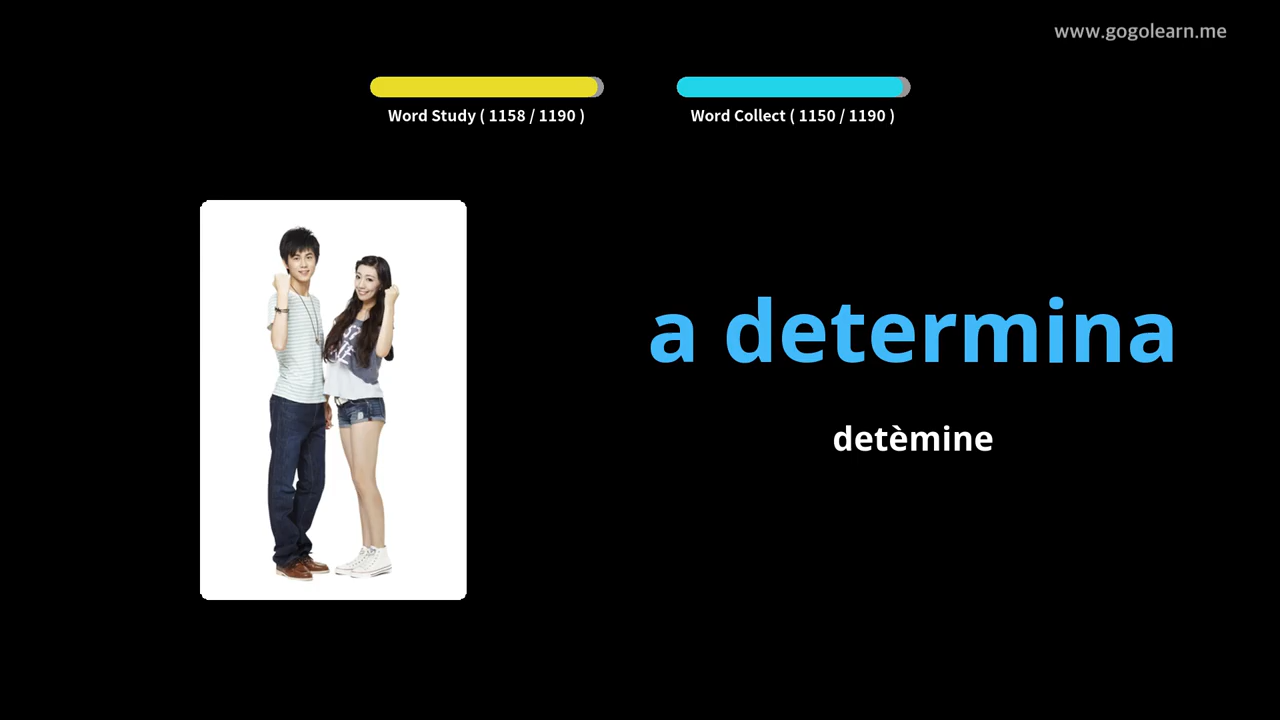 www.gogolearn.me
Word Study ( 1158 / 1190 )
Word Collect ( 1150 / 1190 )
a determina
detèmine